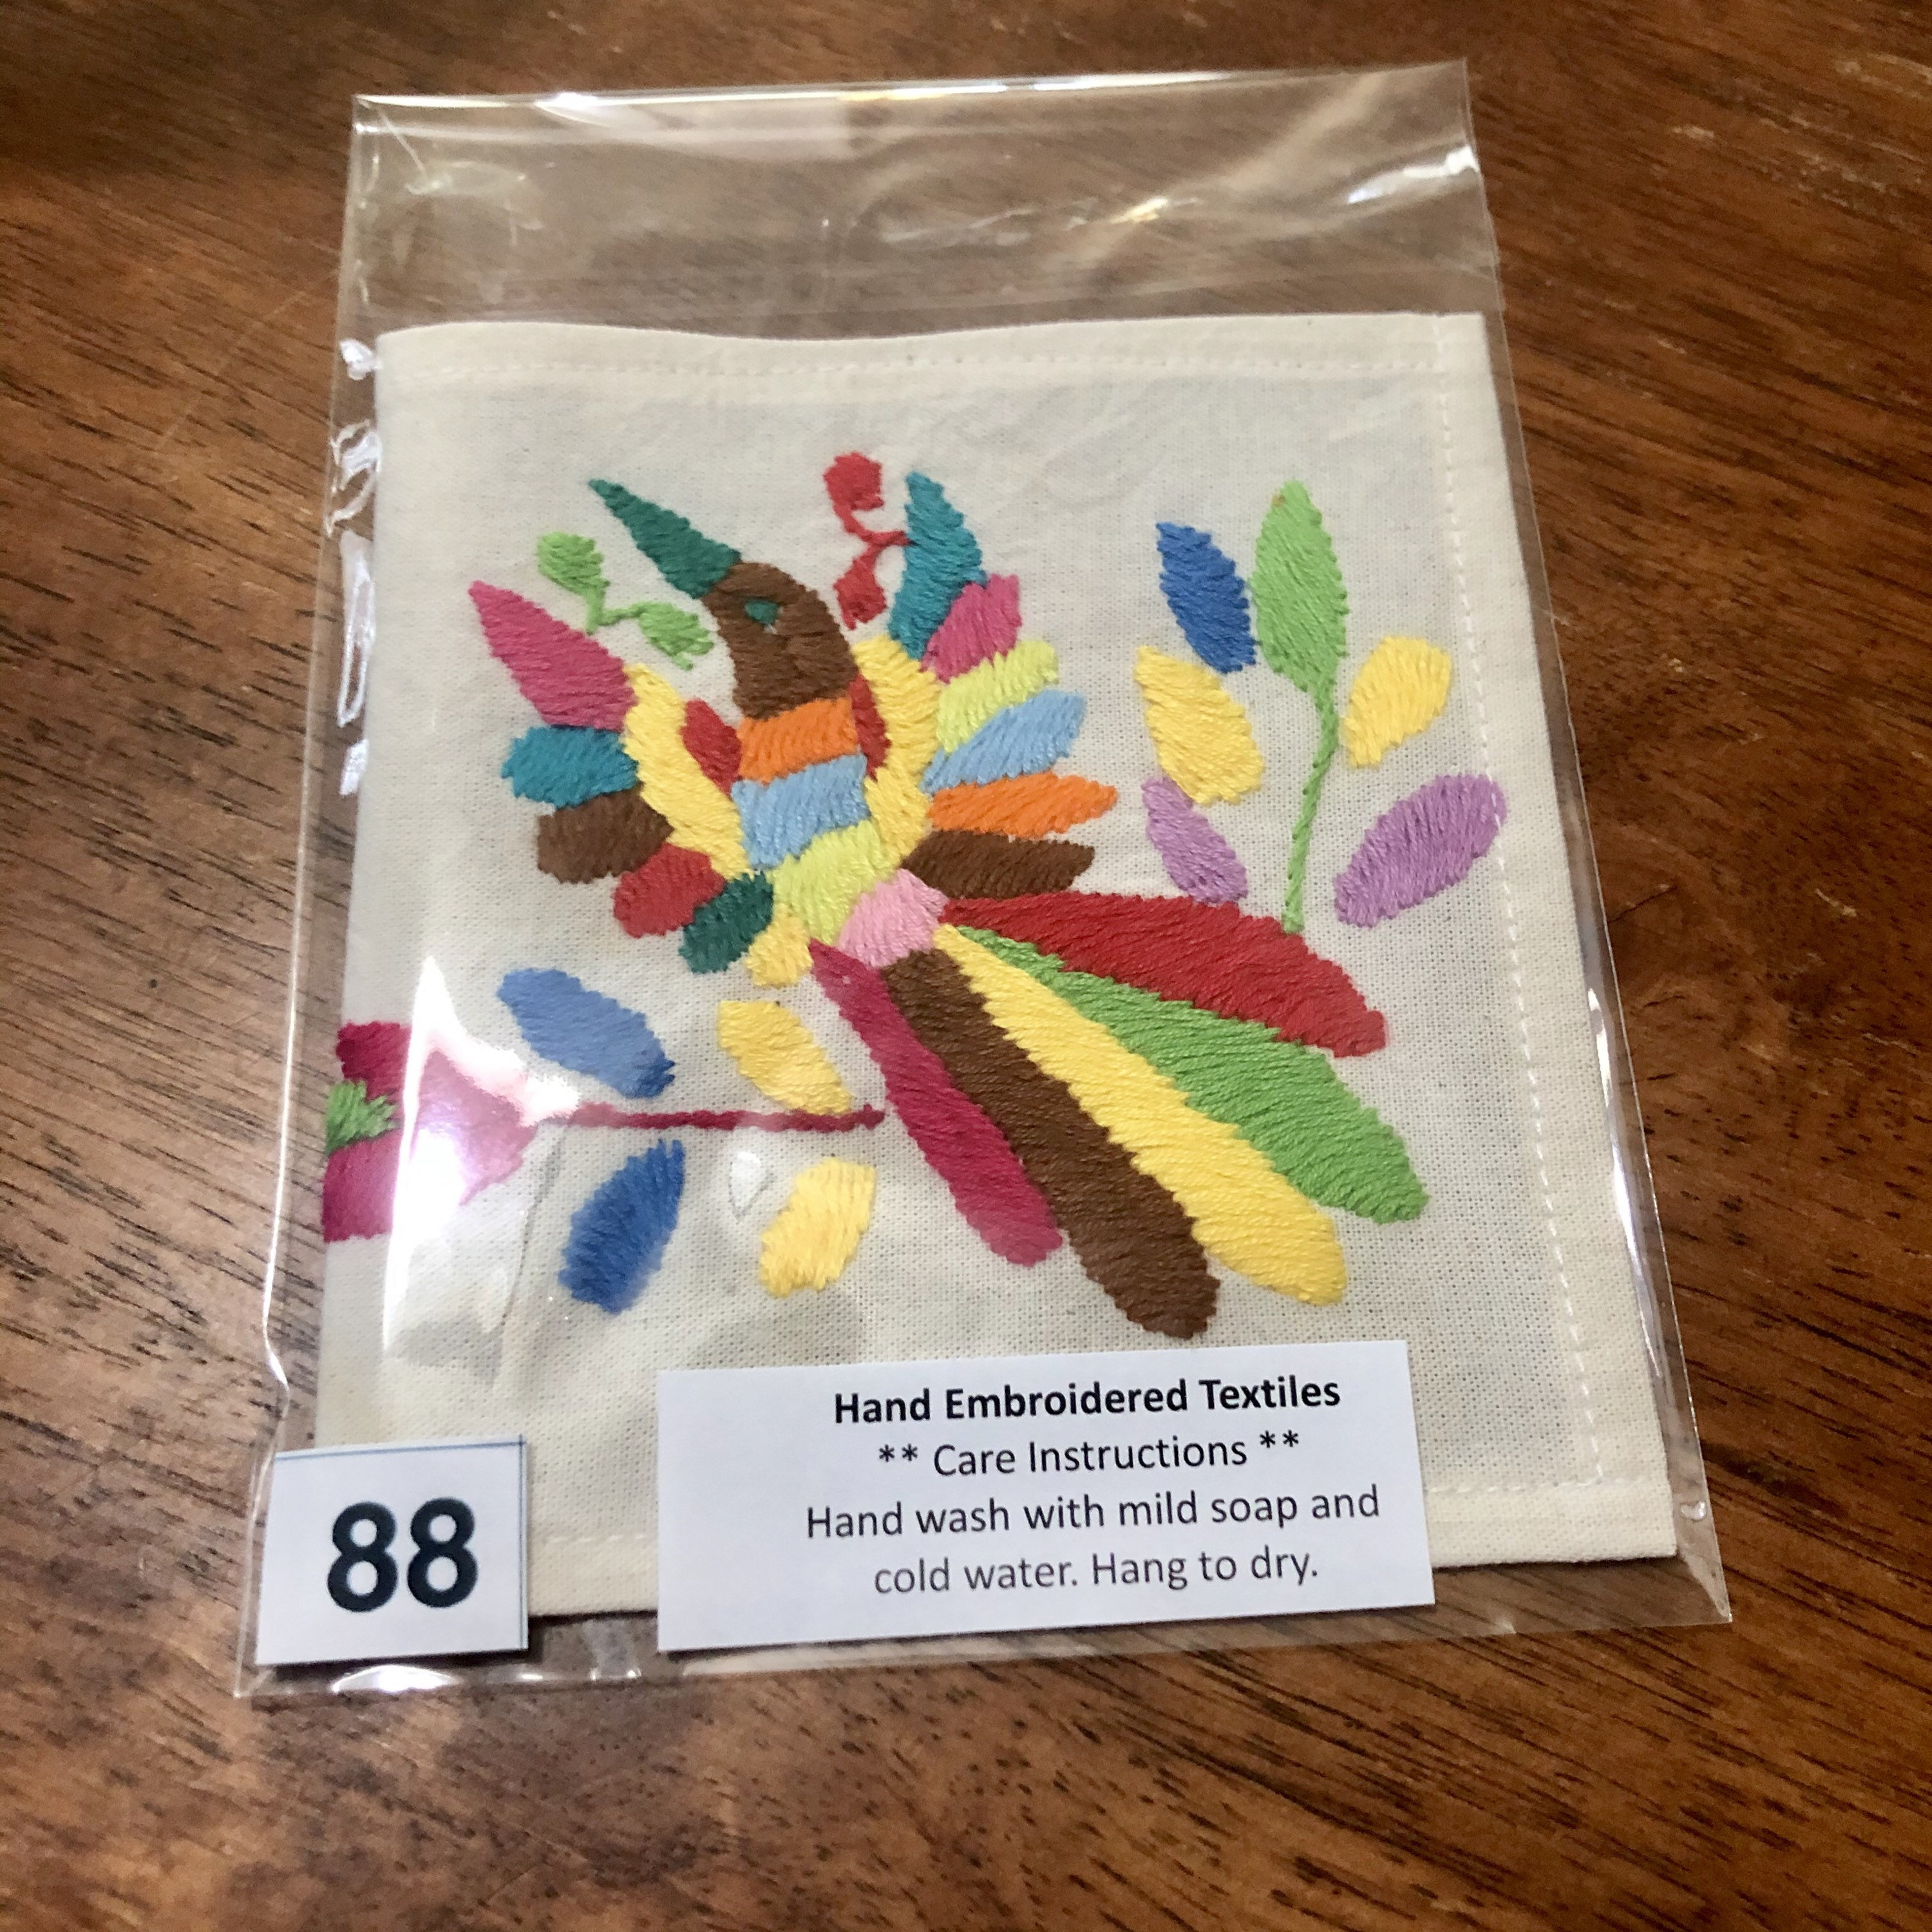 Hand Embroidered Textiles
** Care Instructions **
Hand wash with mild soap and
cold water. Hang to dry.
88